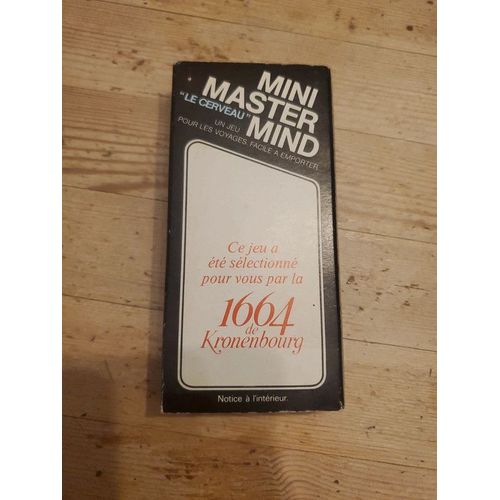 MINI
MASTER
"LE CERVEAU"
MIND
UN JEU
POUR LES VOYAGES, FACILE A EMPORTER
Ce jeu a
été sélectionné
pour vous par la
1664
de
Kronenbourg
Notice à l'intérieur.